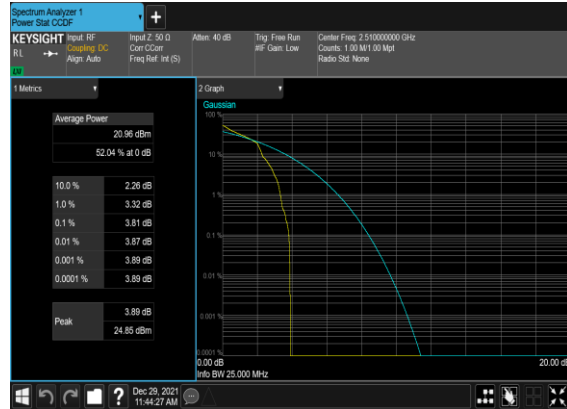 Spectrum Analyzer 1
Power Stat CCDF
KEYSIGHT
Input: RF
Input Z: 50 Ω
Atten: 40 dB
Trig: Free Run
Center Freq: 2.510000000 GHz
RL
Coupling: DC
Corr CCorr
#IF Gain: Low
Counts: 1.00 M/1.00 Mpt
Align: Auto
Freq Ref: Int (S)
Radio Std: None
1 Metrics
Average Power
20.96 dBm
52.04 % at 0 dB
10.0 % 2.26 dB
1.0 % 3.32 dB
0.1 % 3.81 dB
0.01 % 3.87 dB
0.001 % 3.89 dB
0.0001 % 3.89 dB
Peak
3.89 dB
24.85 dBm
2 Graph
Gaussian
100 %
10 %
1 %
0.1 %
0.01 %
0.001 %
0.0001 %
0.00 dB
20.00 dB
Info BW 25.000 MHz
?
Dec 29, 2021
11:44:27 AM